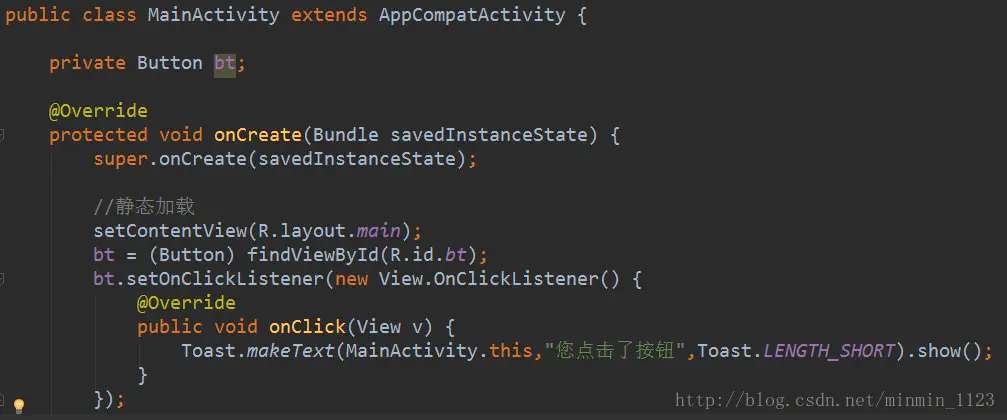 public class MainActivity extends AppCompatActivity {
private Button bt;
@Override
protected void onCreate(Bundle savedInstanceState) {
super.onCreate(savedInstanceState);
//静态加载
setContentView(R.layout.main);
bt = (Button) findViewById(R.id.bt);
bt.setOnClickListener(new View.OnClickListener() {
@Override
public void onClick(View v) {
Toast.makeText(MainActivity.this,"您点击了按钮",Toast.LENGTH_SHORT).show();
}
});
http://blog.csdn.net/minmin_1123